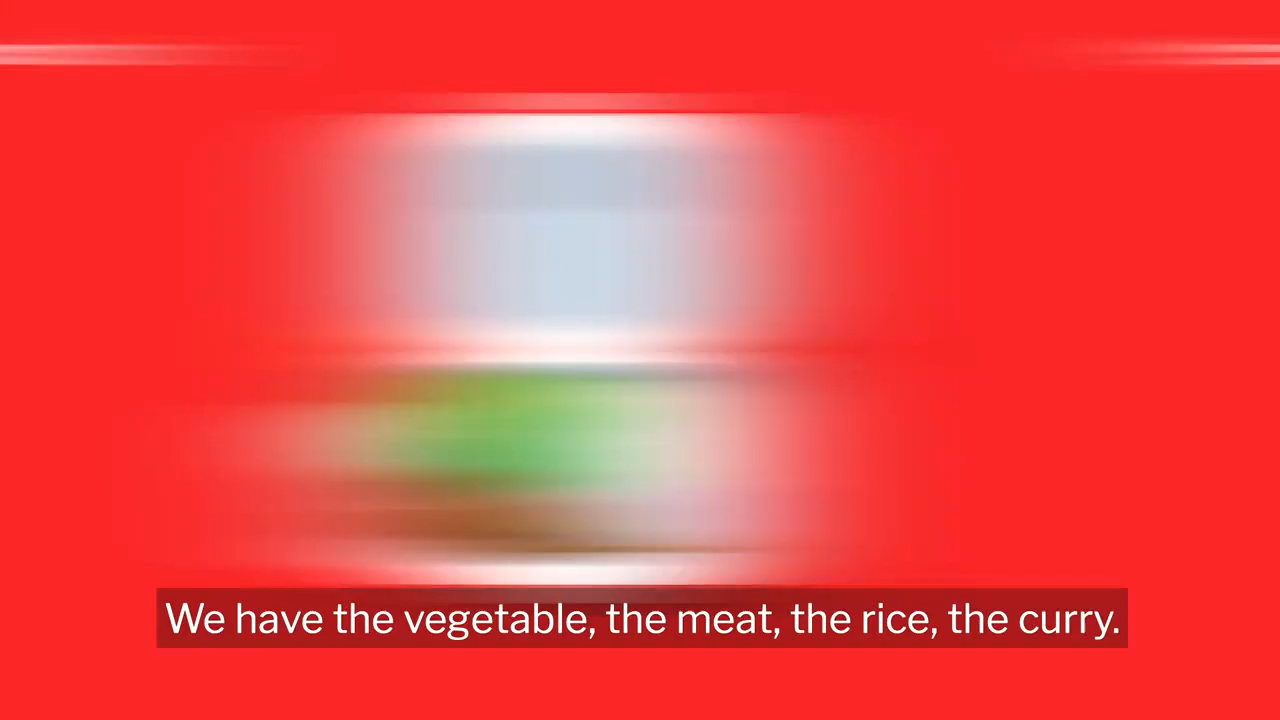 We have the vegetable, the meat, the rice, the curry.